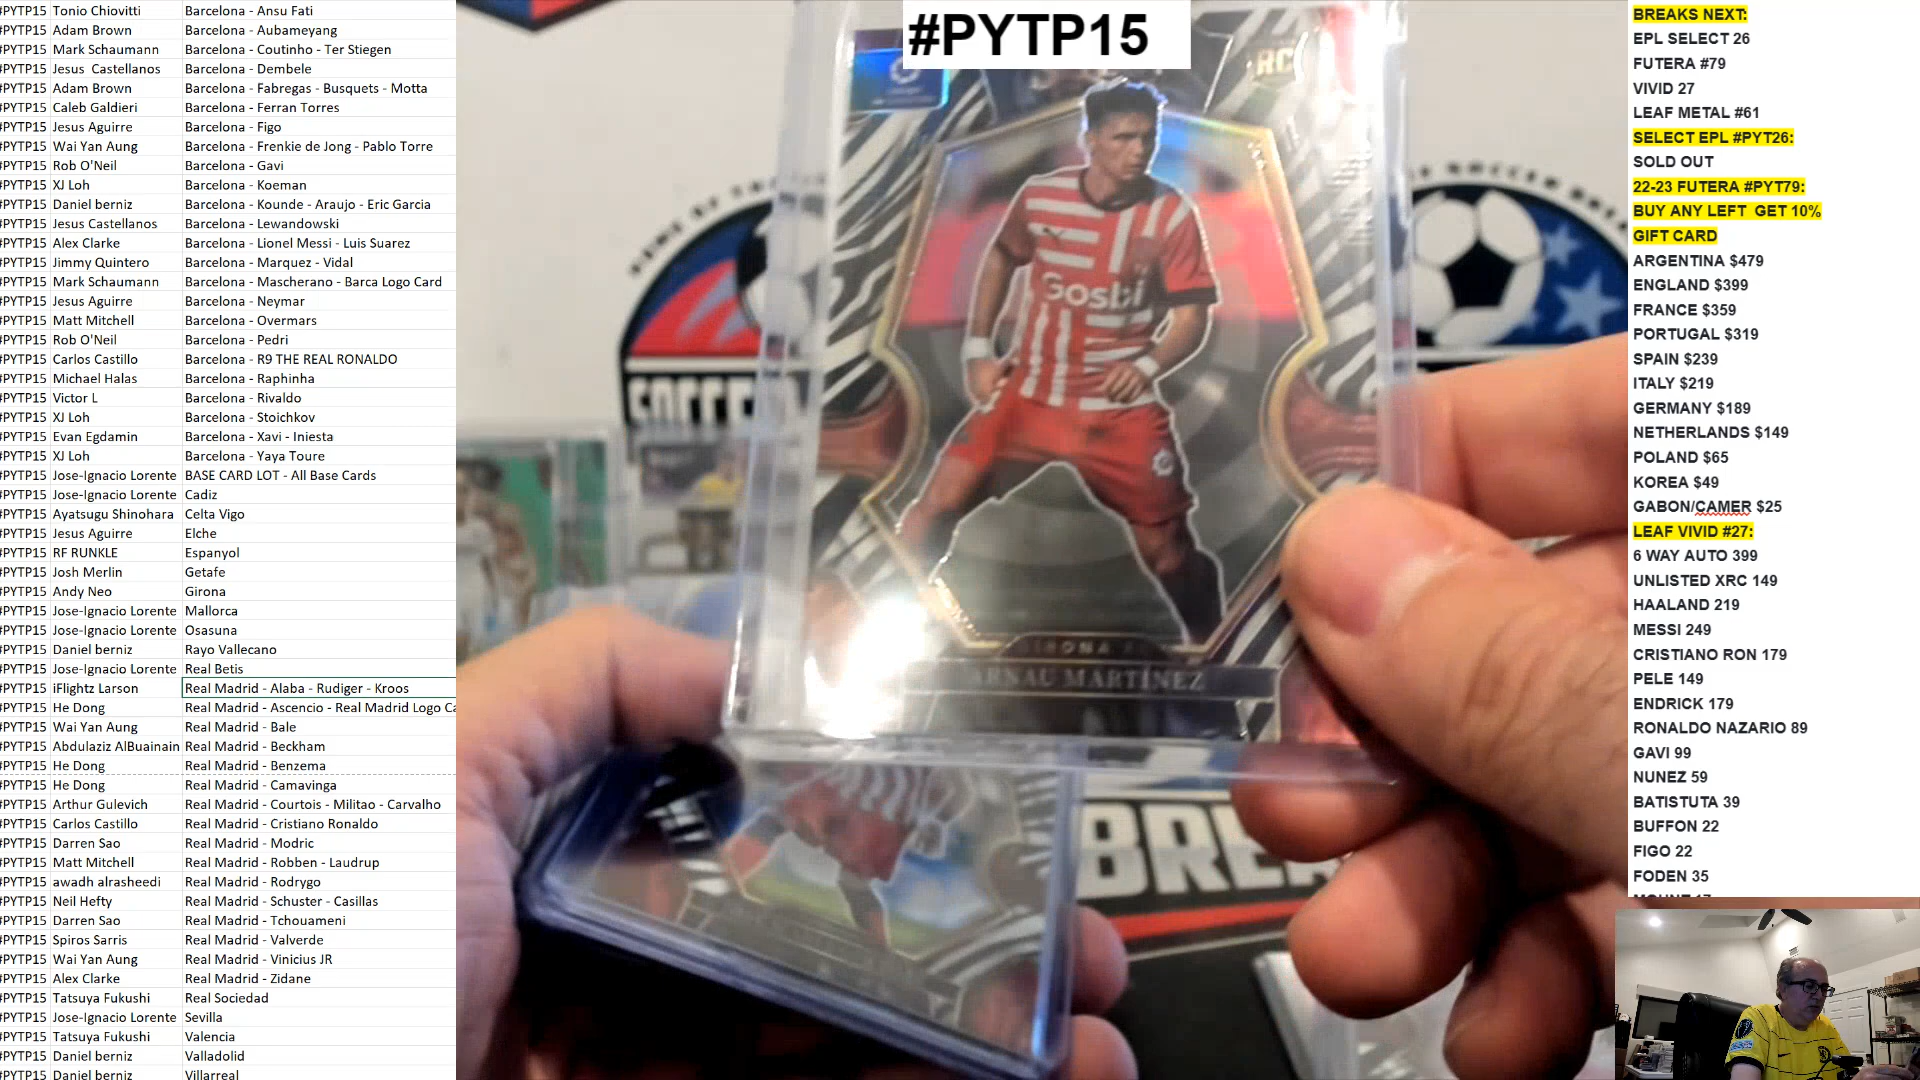 #PYTP15 Tonio Chiovitti Barcelona - Ansu Fati
#PYTP15 Adam Brown Barcelona - Aubameyang
#PYTP15 Mark Schaumann Barcelona - Coutinho - Ter Stiegen
#PYTP15 Jesus Castellanos Barcelona - Dembele
#PYTP15 Adam Brown Barcelona - Fabregas - Busquets - Motta
#PYTP15 Caleb Galdieri Barcelona - Ferran Torres
#PYTP15 Jesus Aguirre Barcelona - Figo
#PYTP15 Wai Yan Aung Barcelona - Frenkie de Jong - Pablo Torre
#PYTP15 Rob O'Neil Barcelona - Gavi
#PYTP15 XJ Loh Barcelona - Koeman
#PYTP15 Daniel berniz Barcelona - Kounde - Araujo - Eric Garcia
#PYTP15 Jesus Castellanos Barcelona - Lewandowski
#PYTP15 Alex Clarke Barcelona - Lionel Messi - Luis Suarez
#PYTP15 Jimmy Quintero Barcelona - Marquez - Vidal
#PYTP15 Mark Schaumann Barcelona - Mascherano - Barca Logo Card
#PYTP15 Jesus Aguirre Barcelona - Neymar
#PYTP15 Matt Mitchell Barcelona - Overmars
#PYTP15 Rob O'Neil Barcelona - Pedri
#PYTP15 Carlos Castillo Barcelona - R9 THE REAL RONALDO
#PYTP15 Michael Halas Barcelona - Raphinha
#PYTP15 Victor L Barcelona - Rivaldo
#PYTP15 XJ Loh Barcelona - Stoichkov
#PYTP15 Evan Egdamin Barcelona - Xavi - Iniesta
#PYTP15 XJ Loh Barcelona - Yaya Toure
#PYTP15 Jose-Ignacio Lorente BASE CARD LOT - All Base Cards
#PYTP15 Jose-Ignacio Lorente Cadiz
#PYTP15 Ayatsugu Shinohara Celta Vigo
#PYTP15 Jesus Aguirre Elche
#PYTP15 RF RUNKLE Espanyol
#PYTP15 Josh Merlin Getafe
#PYTP15 Andy Neo Girona
#PYTP15 Jose-Ignacio Lorente Mallorca
#PYTP15 Jose-Ignacio Lorente Osasuna
#PYTP15 Daniel berniz Rayo Vallecano
#PYTP15 Jose-Ignacio Lorente Real Betis
#PYTP15 iFlightz Larson Real Madrid - Alaba - Rudiger - Kroos
#PYTP15 He Dong Real Madrid - Ascencio - Real Madrid Logo Ca
#PYTP15 Wai Yan Aung Real Madrid - Bale
#PYTP15 Abdulaziz AlBuainain Real Madrid - Beckham
#PYTP15 He Dong Real Madrid - Benzema
#PYTP15 He Dong Real Madrid - Camavinga
#PYTP15 Arthur Gulevich Real Madrid - Courtois - Militao - Carvalho
#PYTP15 Carlos Castillo Real Madrid - Cristiano Ronaldo
#PYTP15 Darren Sao Real Madrid - Modric
#PYTP15 Matt Mitchell Real Madrid - Robben - Laudrup
#PYTP15 awadh alrasheedi Real Madrid - Rodrygo
#PYTP15 Neil Hefty Real Madrid - Schuster - Casillas
#PYTP15 Darren Sao Real Madrid - Tchouameni
#PYTP15 Spiros Sarris Real Madrid - Valverde
#PYTP15 Wai Yan Aung Real Madrid - Vinicius JR
#PYTP15 Alex Clarke Real Madrid - Zidane
#PYTP15 Tatsuya Fukushi Real Sociedad
#PYTP15 Jose-Ignacio Lorente Sevilla
#PYTP15 Tatsuya Fukushi Valencia
#PYTP15 Daniel berniz Valladolid
#PYTP15 Daniel berniz Villarreal
#PYTP15
RC
Gosbi
GIRONA
ARNAU MARTÍNEZ
SOCCER
BREA
BREAKS NEXT:
EPL SELECT 26
FUTERA #79
VIVID 27
LEAF METAL #61
SELECT EPL #PYT26:
SOLD OUT
22-23 FUTERA #PYT79:
BUY ANY LEFT GET 10%
GIFT CARD
ARGENTINA $479
ENGLAND $399
FRANCE $359
PORTUGAL $319
SPAIN $239
ITALY $219
GERMANY $189
NETHERLANDS $149
POLAND $65
KOREA $49
GABON/CAMER $25
LEAF VIVID #27:
6 WAY AUTO 399
UNLISTED XRC 149
HAALAND 219
MESSI 249
CRISTIANO RON 179
PELE 149
ENDRICK 179
RONALDO NAZARIO 89
GAVI 99
NUNEZ 59
BATISTUTA 39
BUFFON 22
FIGO 22
FODEN 35